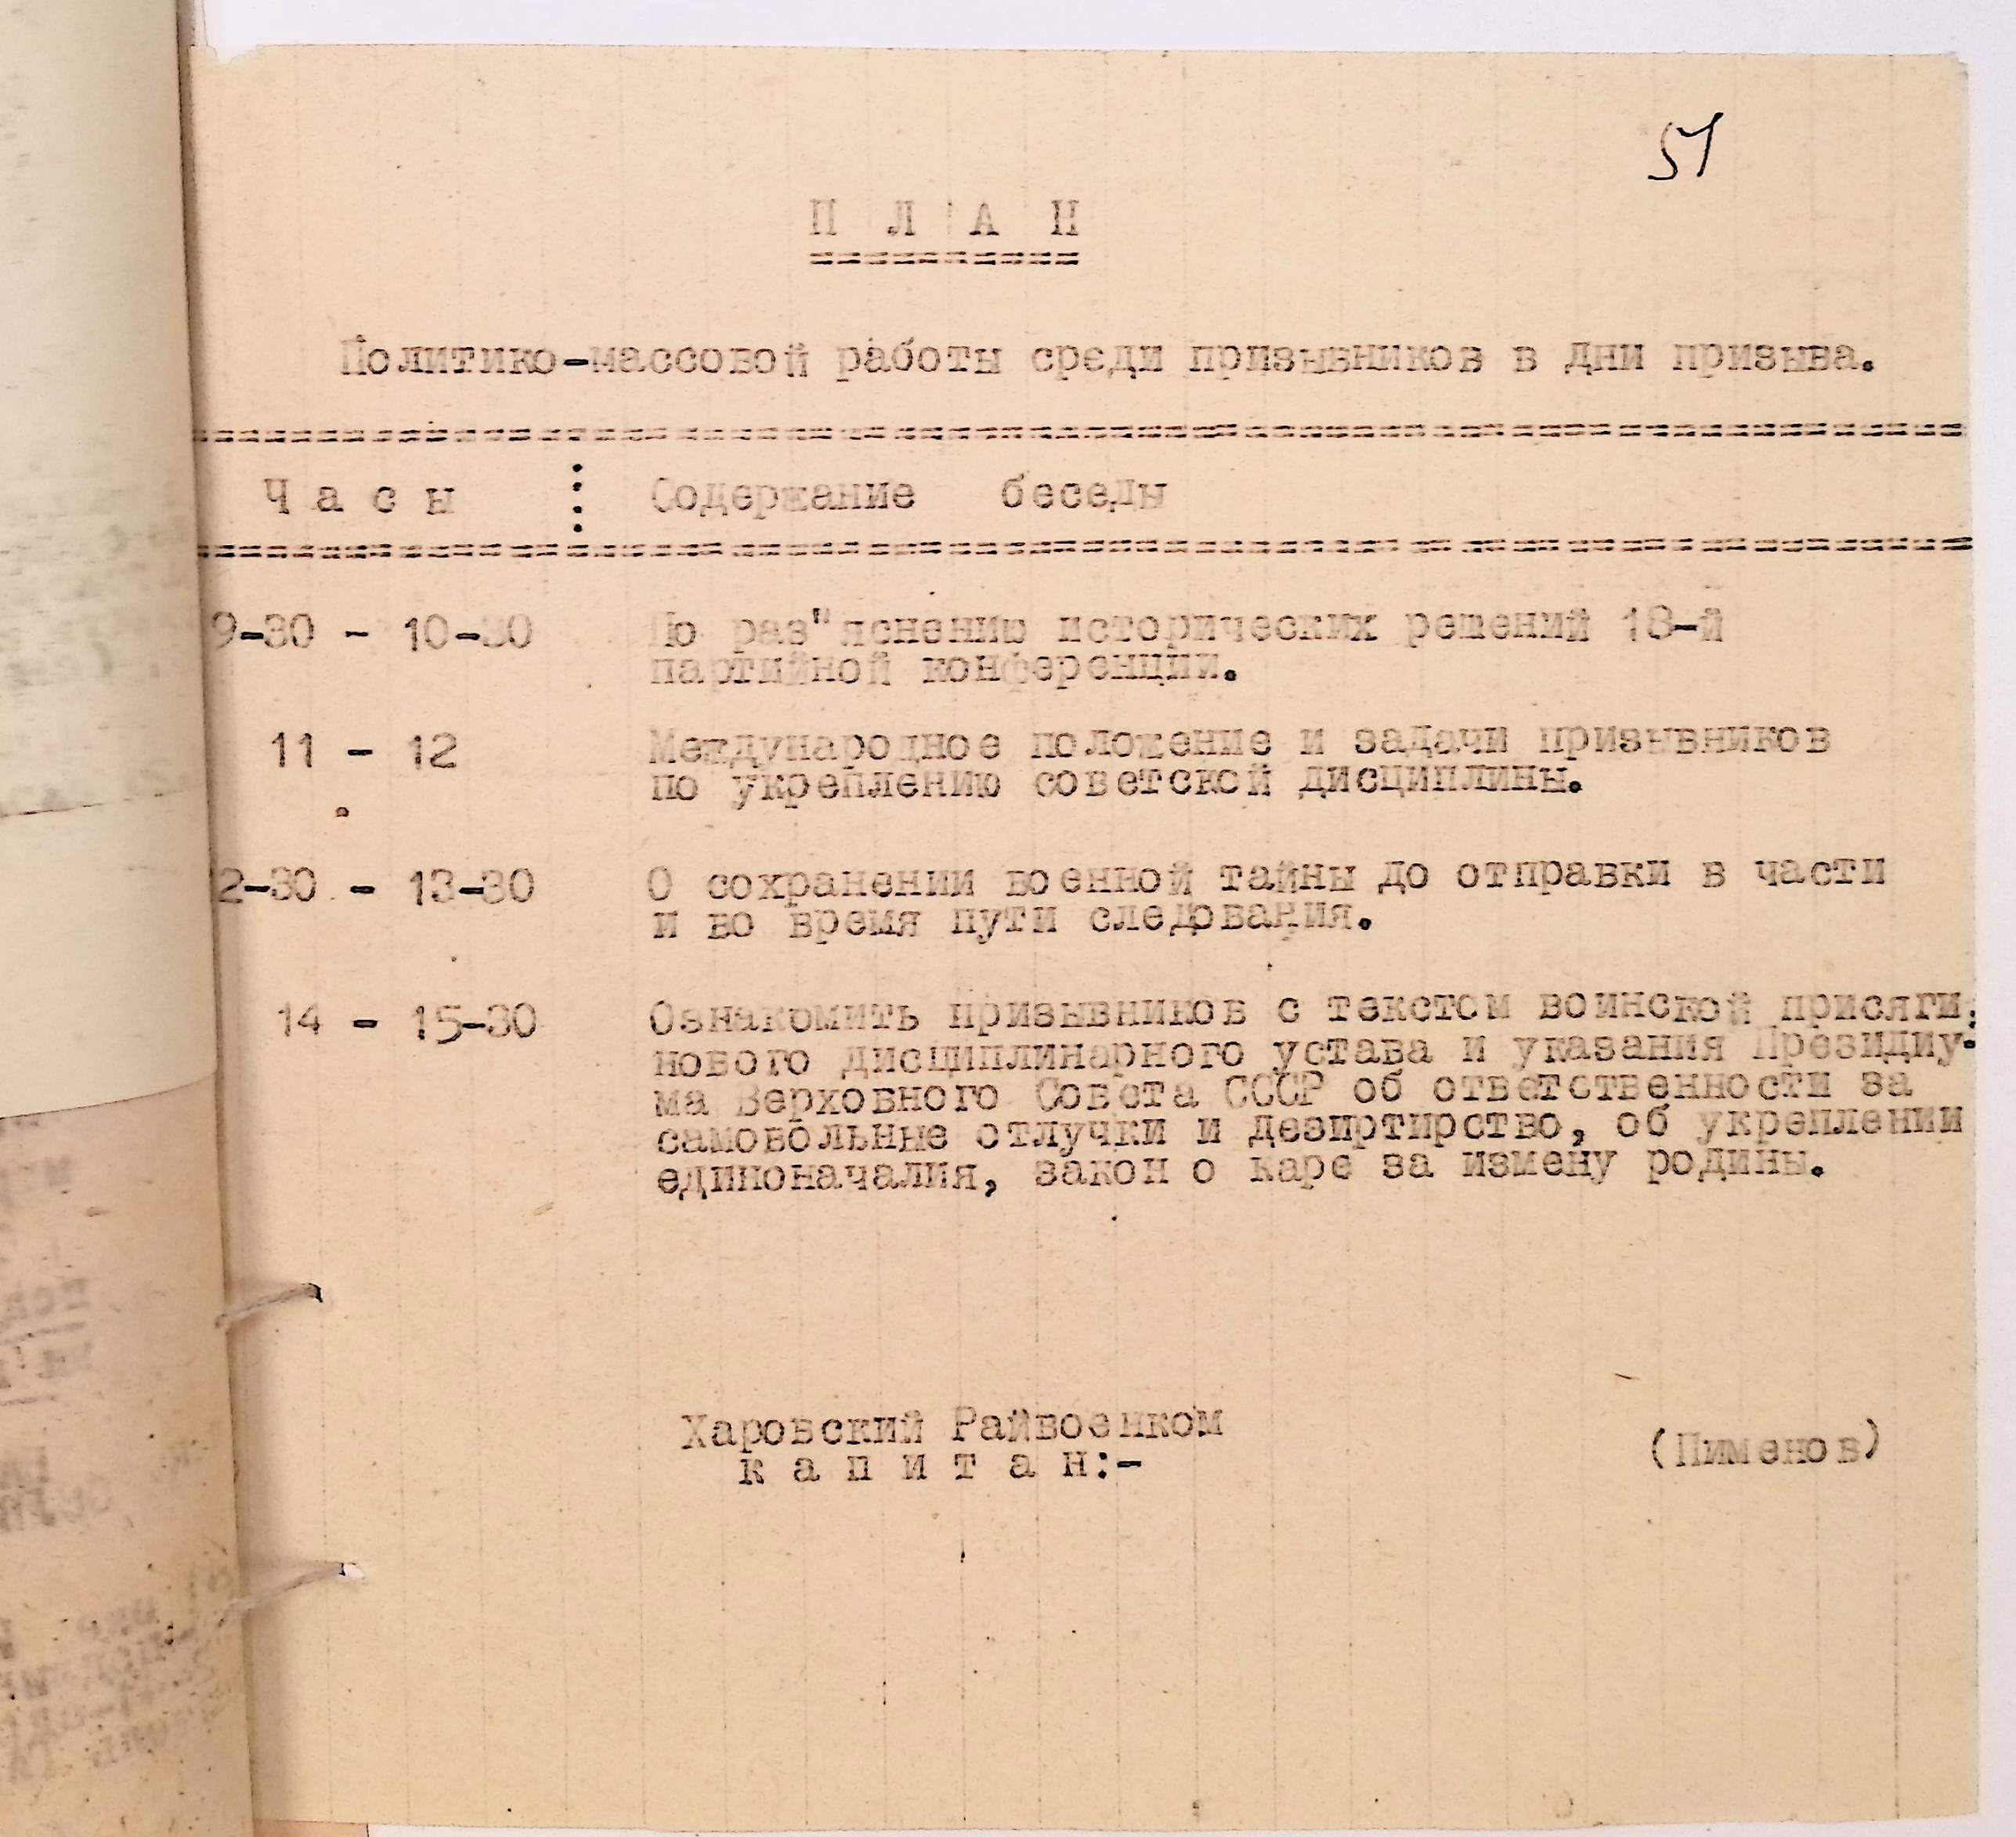 51
П Л А Н
==========
Политико-массовой работы среди призывников в дни призыва.
Ч а с ы : Содержание беседы
9-30 - 10-30 По раз"яснению исторических решений 18-й
партийной конференции.
11 - 12 Международное положение и задачи призывников
по укреплению советской дисциплины.
2-30 - 13-30 О сохранении военной тайны до отправки в части
и во время пути следования.
14 - 15-30 Ознакомить призывников с текстом воинской присяги,
нового дисциплинарного устава и указания Президиу-
ма Верховного Совета СССР об ответственности за
самовольные отлучки и дезиртирство, об укреплении
единоначалия, закон о каре за измену родины.
Харовский Райвоенком
к а п и т а н:- (Пименов)